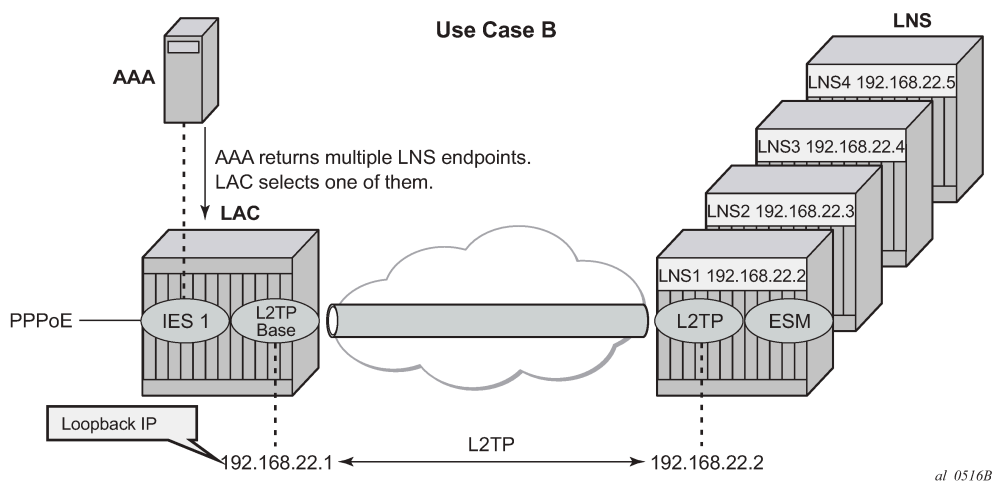 Use Case B
LNS
AAA
LNS4 192.168.22.5
LNS3 192.168.22.4
AAA returns multiple LNS endpoints.
LAC selects one of them.
LAC
LNS2 192.168.22.3
LNS1 192.168.22.2
PPPoE
IES 1
L2TP
Base
L2TP
ESM
Loopback IP
L2TP
192.168.22.1
192.168.22.2
al_0516B